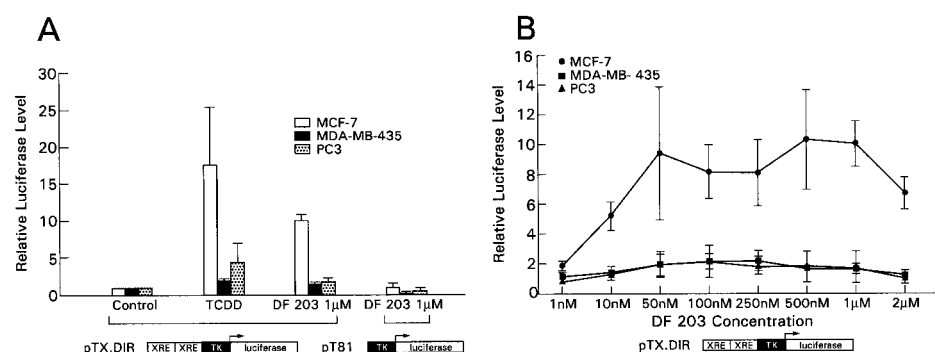 A
Relative Luciferase Level
30
25
20
15
10
5
0
MCF-7
MDA-MB-435
PC3
Control
TCDD
DF 203 1μM
DF 203 1μM
pTX.DIR
XRE
XRE
TK
luciferase
pT81
TK
luciferase
B
Relative Luciferase Level
16
14
12
10
8
6
4
2
0
MCF-7
MDA-MB- 435
PC3
1nM
10nM
50nM
100nM
250nM
500nM
1μM
2μM
DF 203 Concentration
pTX.DIR
XRE
XRE
TK
luciferase